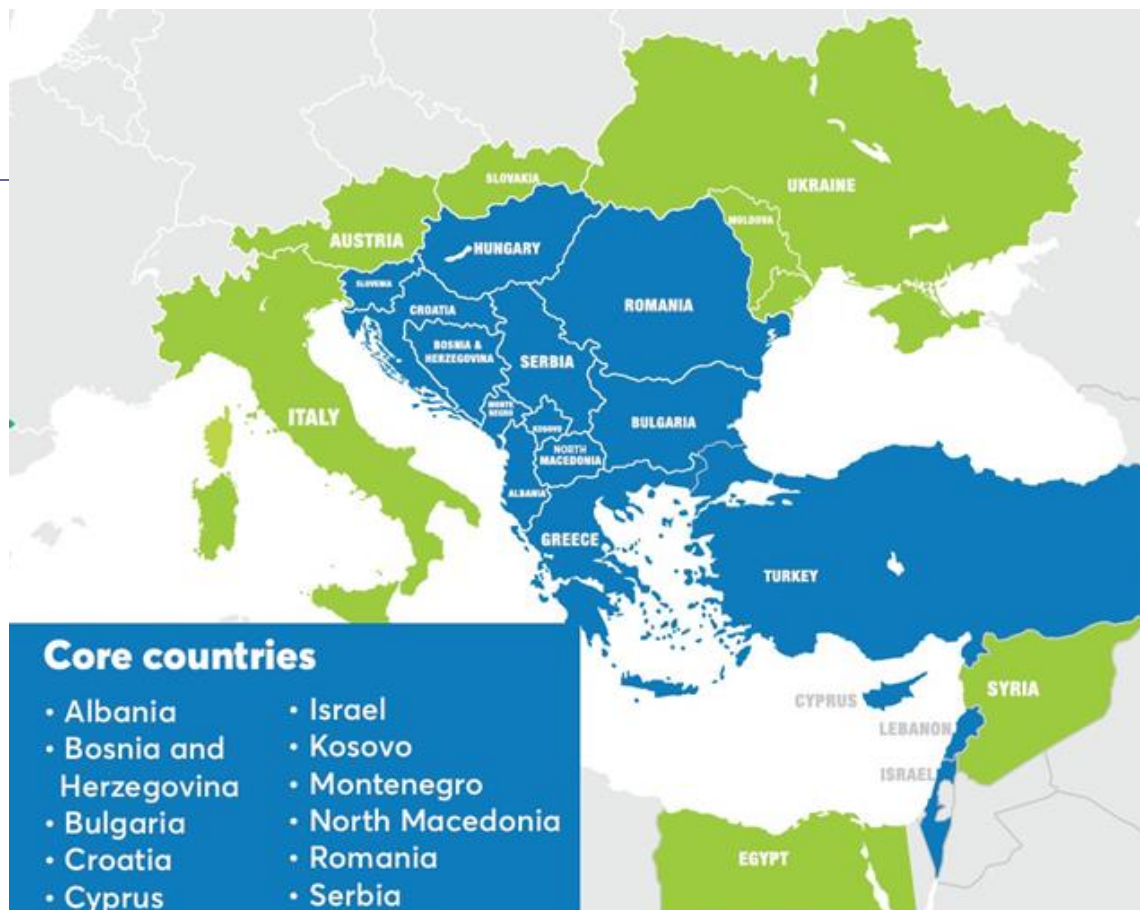 SLOVAKIA
UKRAINE
AUSTRIA
HUNGARY
MOLDOVA
SLOVENIA
CROATIA
ROMANIA
BOSNIA &
HERZEGOVINA
SERBIA
ITALY
MONTE
NEGRO
KOSOVO
BULGARIA
NORTH
MACEDONIA
ALBANIA
GREECE
TURKEY
CYPRUS
SYRIA
LEBANON
ISRAEL
EGYPT
Core countries
• Albania
• Bosnia and
Herzegovina
• Bulgaria
• Croatia
• Cyprus
• Israel
• Kosovo
• Montenegro
• North Macedonia
• Romania
• Serbia